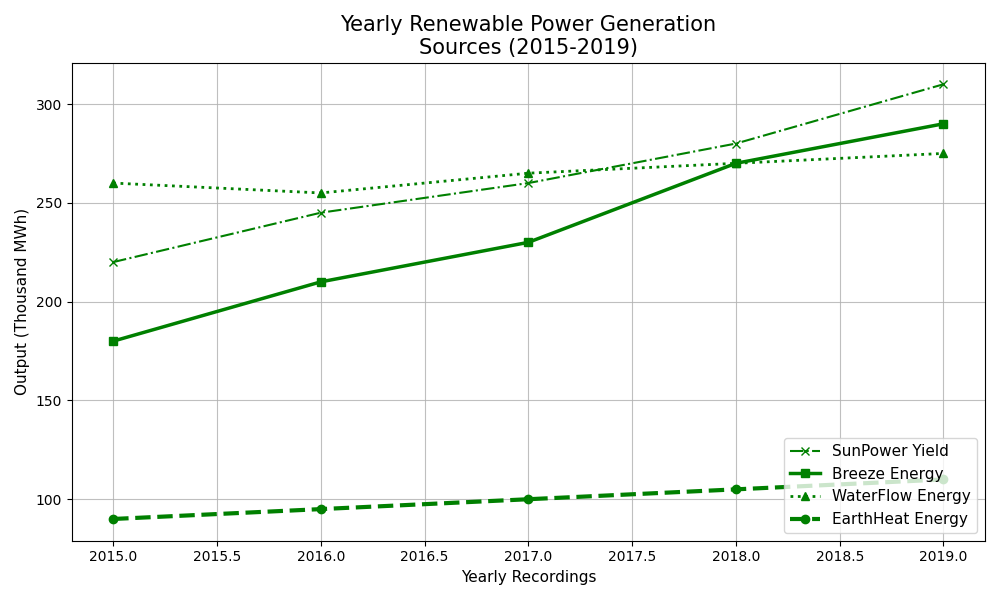 Yearly Renewable Power Generation
Sources (2015-2019)
Output (Thousand MWh)
300
250
200
150
100
SunPower Yield
Breeze Energy
WaterFlow Energy
EarthHeat Energy
2015.0 2015.5 2016.0 2016.5 2017.0 2017.5 2018.0 2018.5 2019.0
Yearly Recordings